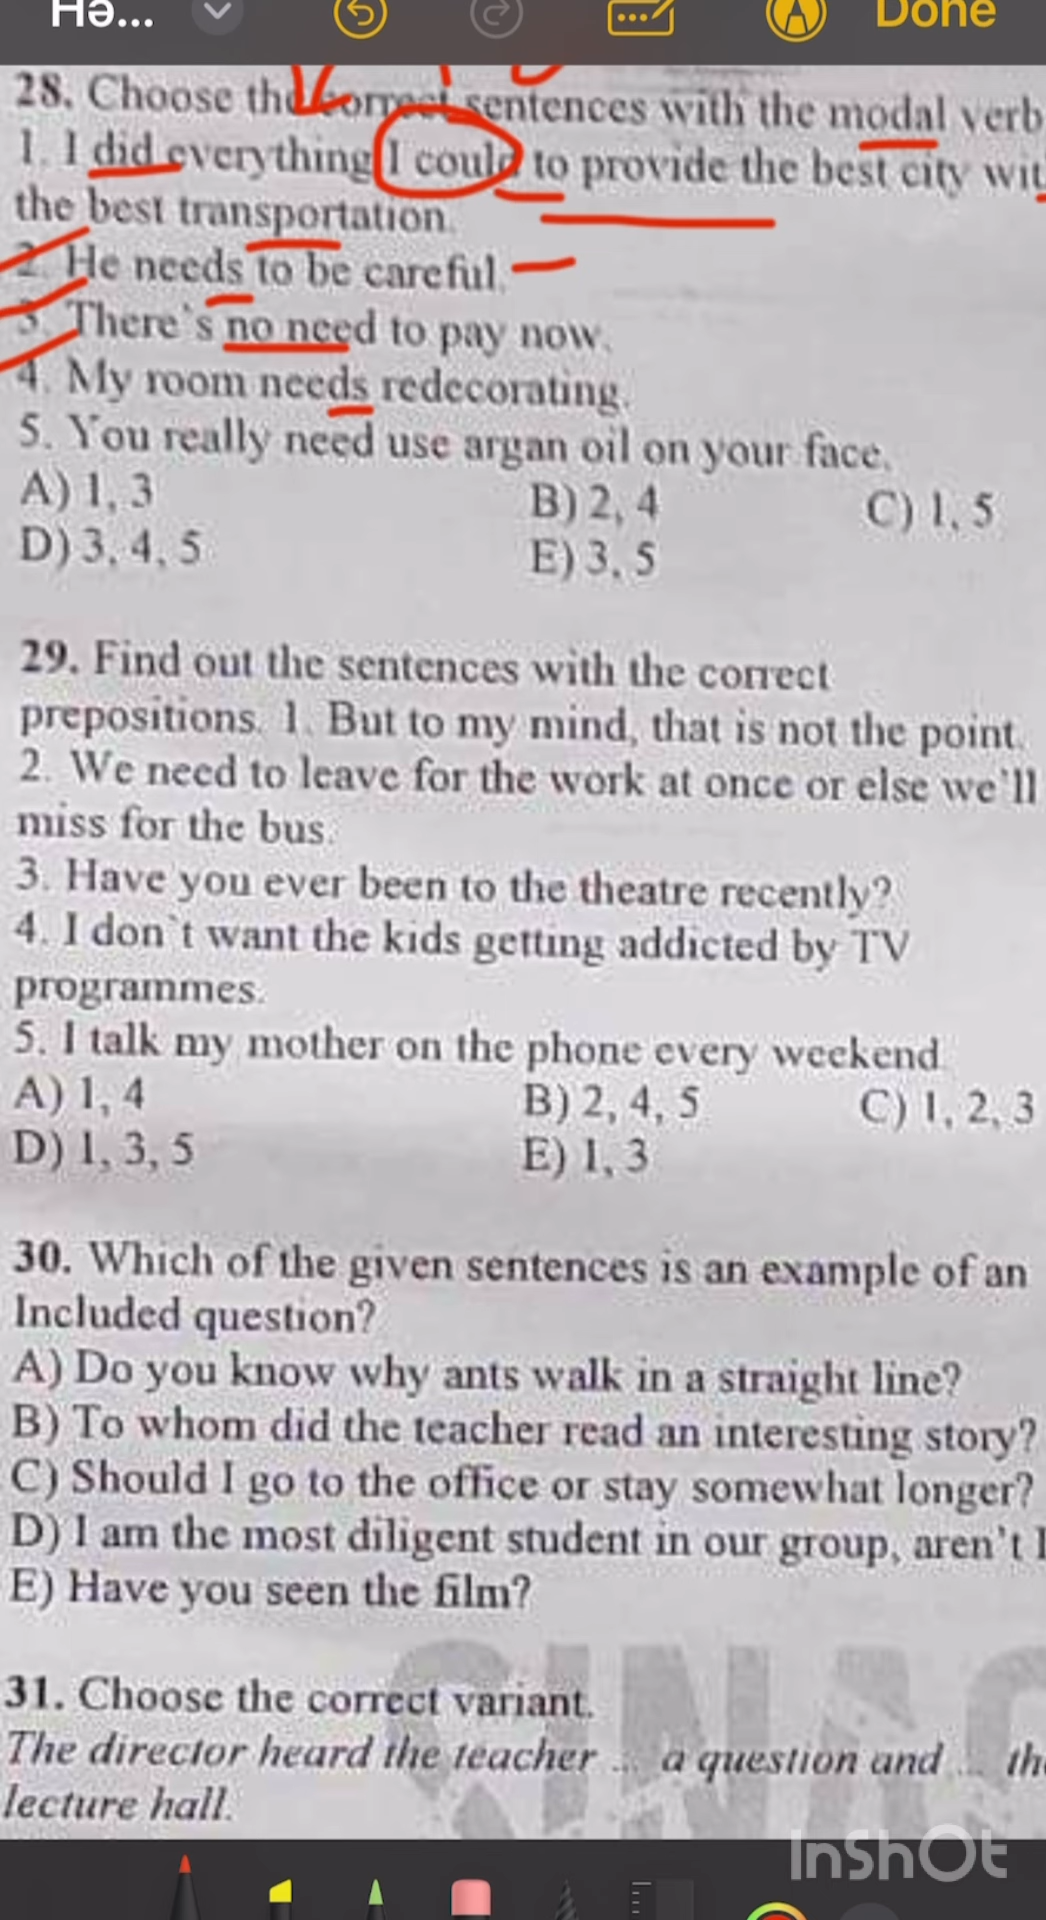 Hə...
Done
28. Choose the correct sentences with the modal verb
1. I did everything I could to provide the best city wit
the best transportation.
2. He needs to be careful.
3. There's no need to pay now.
4. My room needs redecorating.
5. You really need use argan oil on your face.
A) 1, 3 B) 2, 4 C) 1, 5
D) 3, 4, 5 E) 3, 5
29. Find out the sentences with the correct
prepositions. 1. But to my mind, that is not the point.
2. We need to leave for the work at once or else we'll
miss for the bus.
3. Have you ever been to the theatre recently?
4. I don`t want the kids getting addicted by TV
programmes.
5. I talk my mother on the phone every weekend.
A) 1, 4 B) 2, 4, 5 C) 1, 2, 3
D) 1, 3, 5 E) 1, 3
30. Which of the given sentences is an example of an
Included question?
A) Do you know why ants walk in a straight line?
B) To whom did the teacher read an interesting story?
C) Should I go to the office or stay somewhat longer?
D) I am the most diligent student in our group, aren't I
E) Have you seen the film?
31. Choose the correct variant.
The director heard the teacher ... a question and ... the
lecture hall.
InShOt